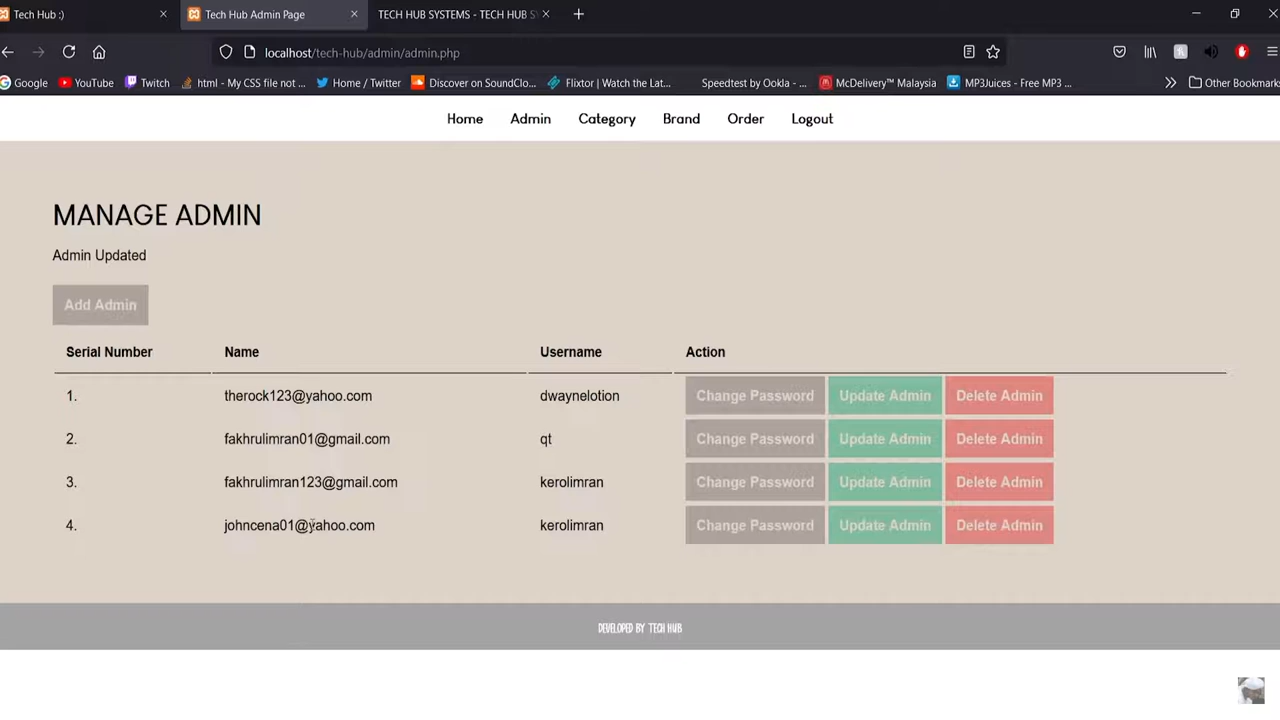 Tech Hub :)
Tech Hub Admin Page
TECH HUB SYSTEMS - TECH HUB S
localhost/tech-hub/admin/admin.php
Google YouTube Twitch html - My CSS file not ... Home / Twitter Discover on SoundClo... Flixtor | Watch the Lat... Speedtest by Ookla - ... McDelivery™ Malaysia MP3Juices - Free MP3 ... Other Bookmarks
Home Admin Category Brand Order Logout
MANAGE ADMIN
Admin Updated
Add Admin
Serial Number Name Username Action
1. therock123@yahoo.com dwaynelotion Change Password Update Admin Delete Admin
2. fakhrulimran01@gmail.com qt Change Password Update Admin Delete Admin
3. fakhrulimran123@gmail.com kerolimran Change Password Update Admin Delete Admin
4. johncena01@yahoo.com kerolimran Change Password Update Admin Delete Admin
DEVELOPED BY TECH HUB